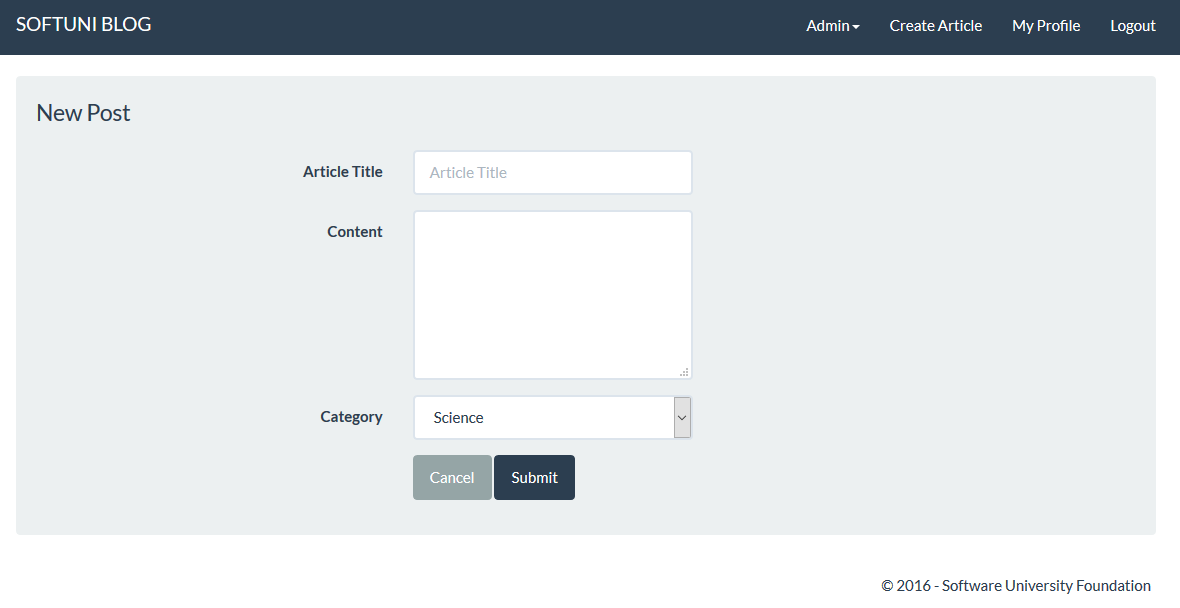 SOFTUNI BLOG
Admin Create Article My Profile Logout
New Post
Article Title Article Title
Content
Category Science
Cancel Submit
© 2016 - Software University Foundation